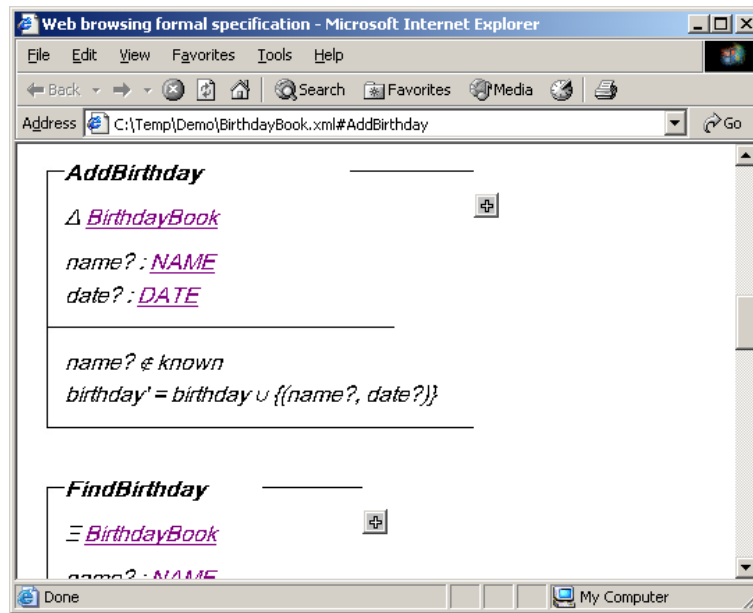 Web browsing formal specification - Microsoft Internet Explorer
File Edit View Favorites Tools Help
Back Search Favorites Media
Address C:\Temp\Demo\BirthdayBook.xml#AddBirthday Go
AddBirthday
Δ BirthdayBook
name? : NAME
date? : DATE
name? ∉ known
birthday' = birthday ∪ {(name?, date?)}
FindBirthday
Ξ BirthdayBook
name? : NAME
Done My Computer